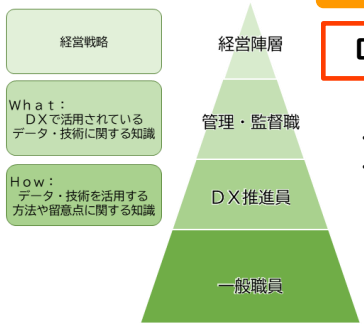 経営戦略
What:
DXで活用されている
データ・技術に関する知識
How:
データ・技術を活用する
方法や留意点に関する知識
経営陣層
管理・監督職
DX推進員
一般職員